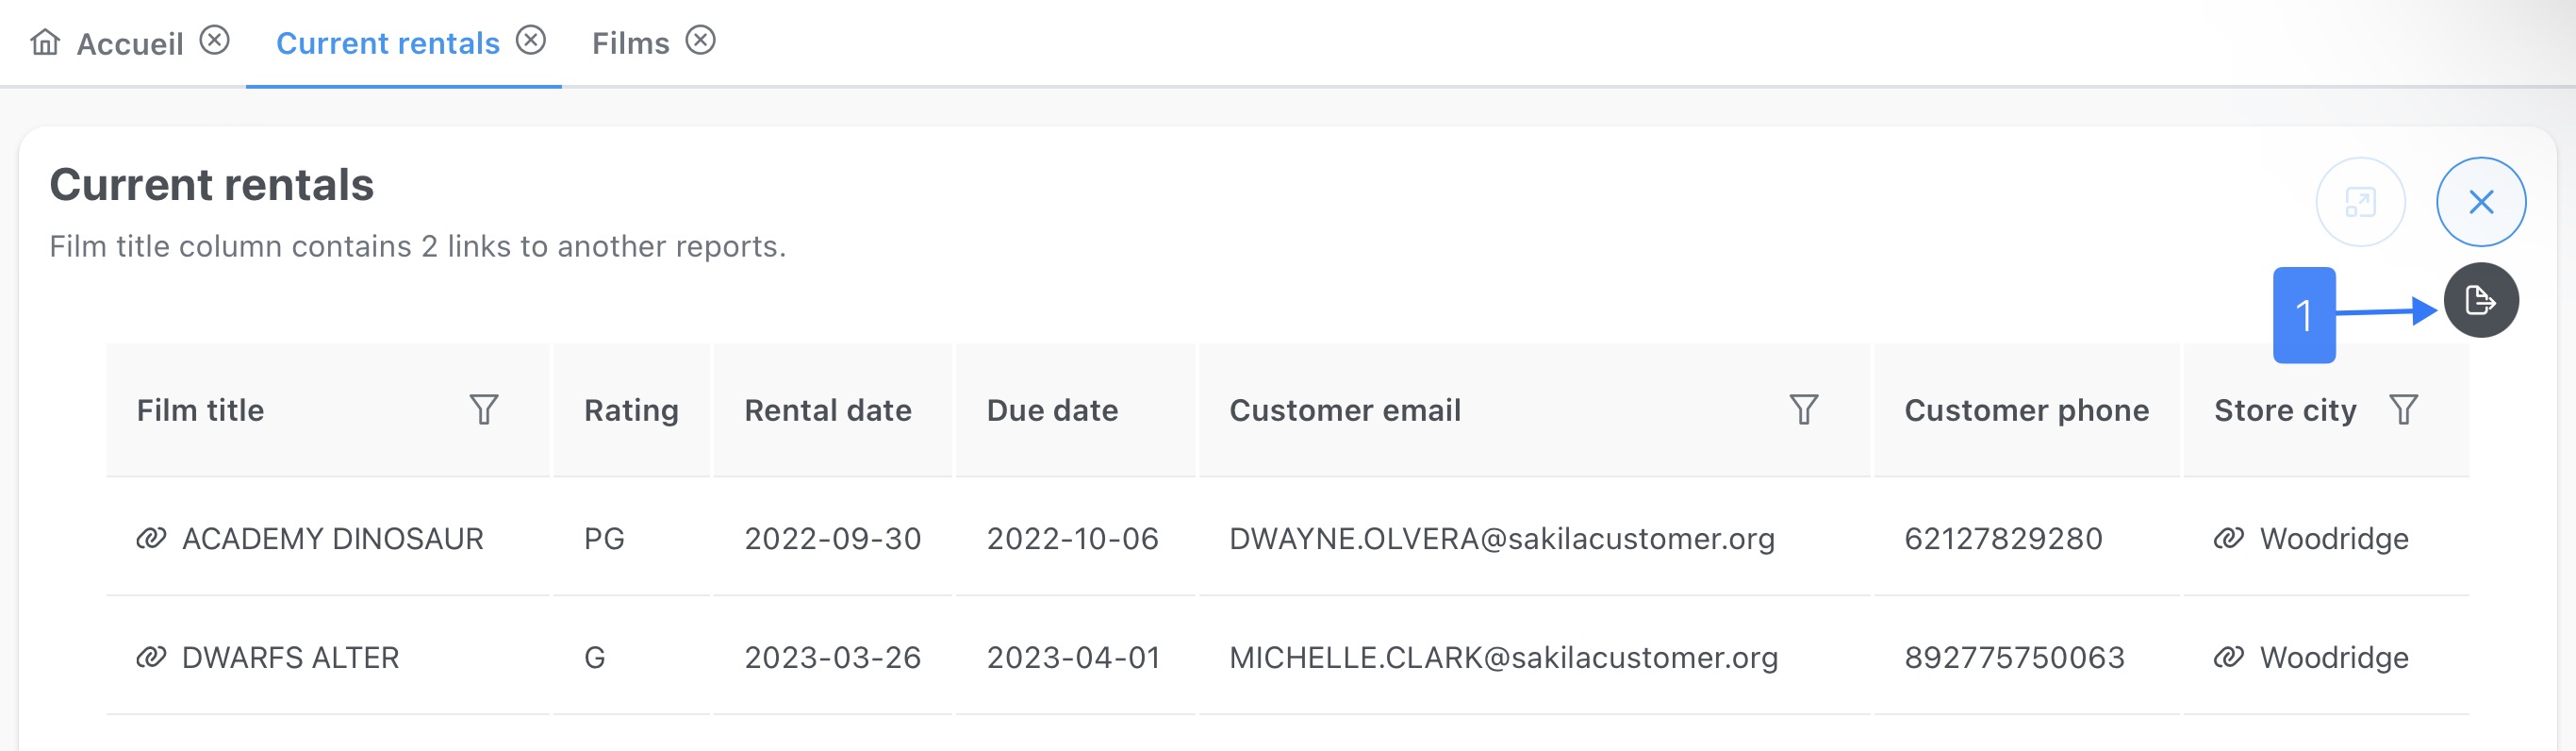 Accueil Current rentals Films
Current rentals
Film title column contains 2 links to another reports.
1
Film title Rating Rental date Due date Customer email Customer phone Store city
ACADEMY DINOSAUR PG 2022-09-30 2022-10-06 DWAYNE.OLVERA@sakilacustomer.org 62127829280 Woodridge
DWARFS ALTER G 2023-03-26 2023-04-01 MICHELLE.CLARK@sakilacustomer.org 892775750063 Woodridge